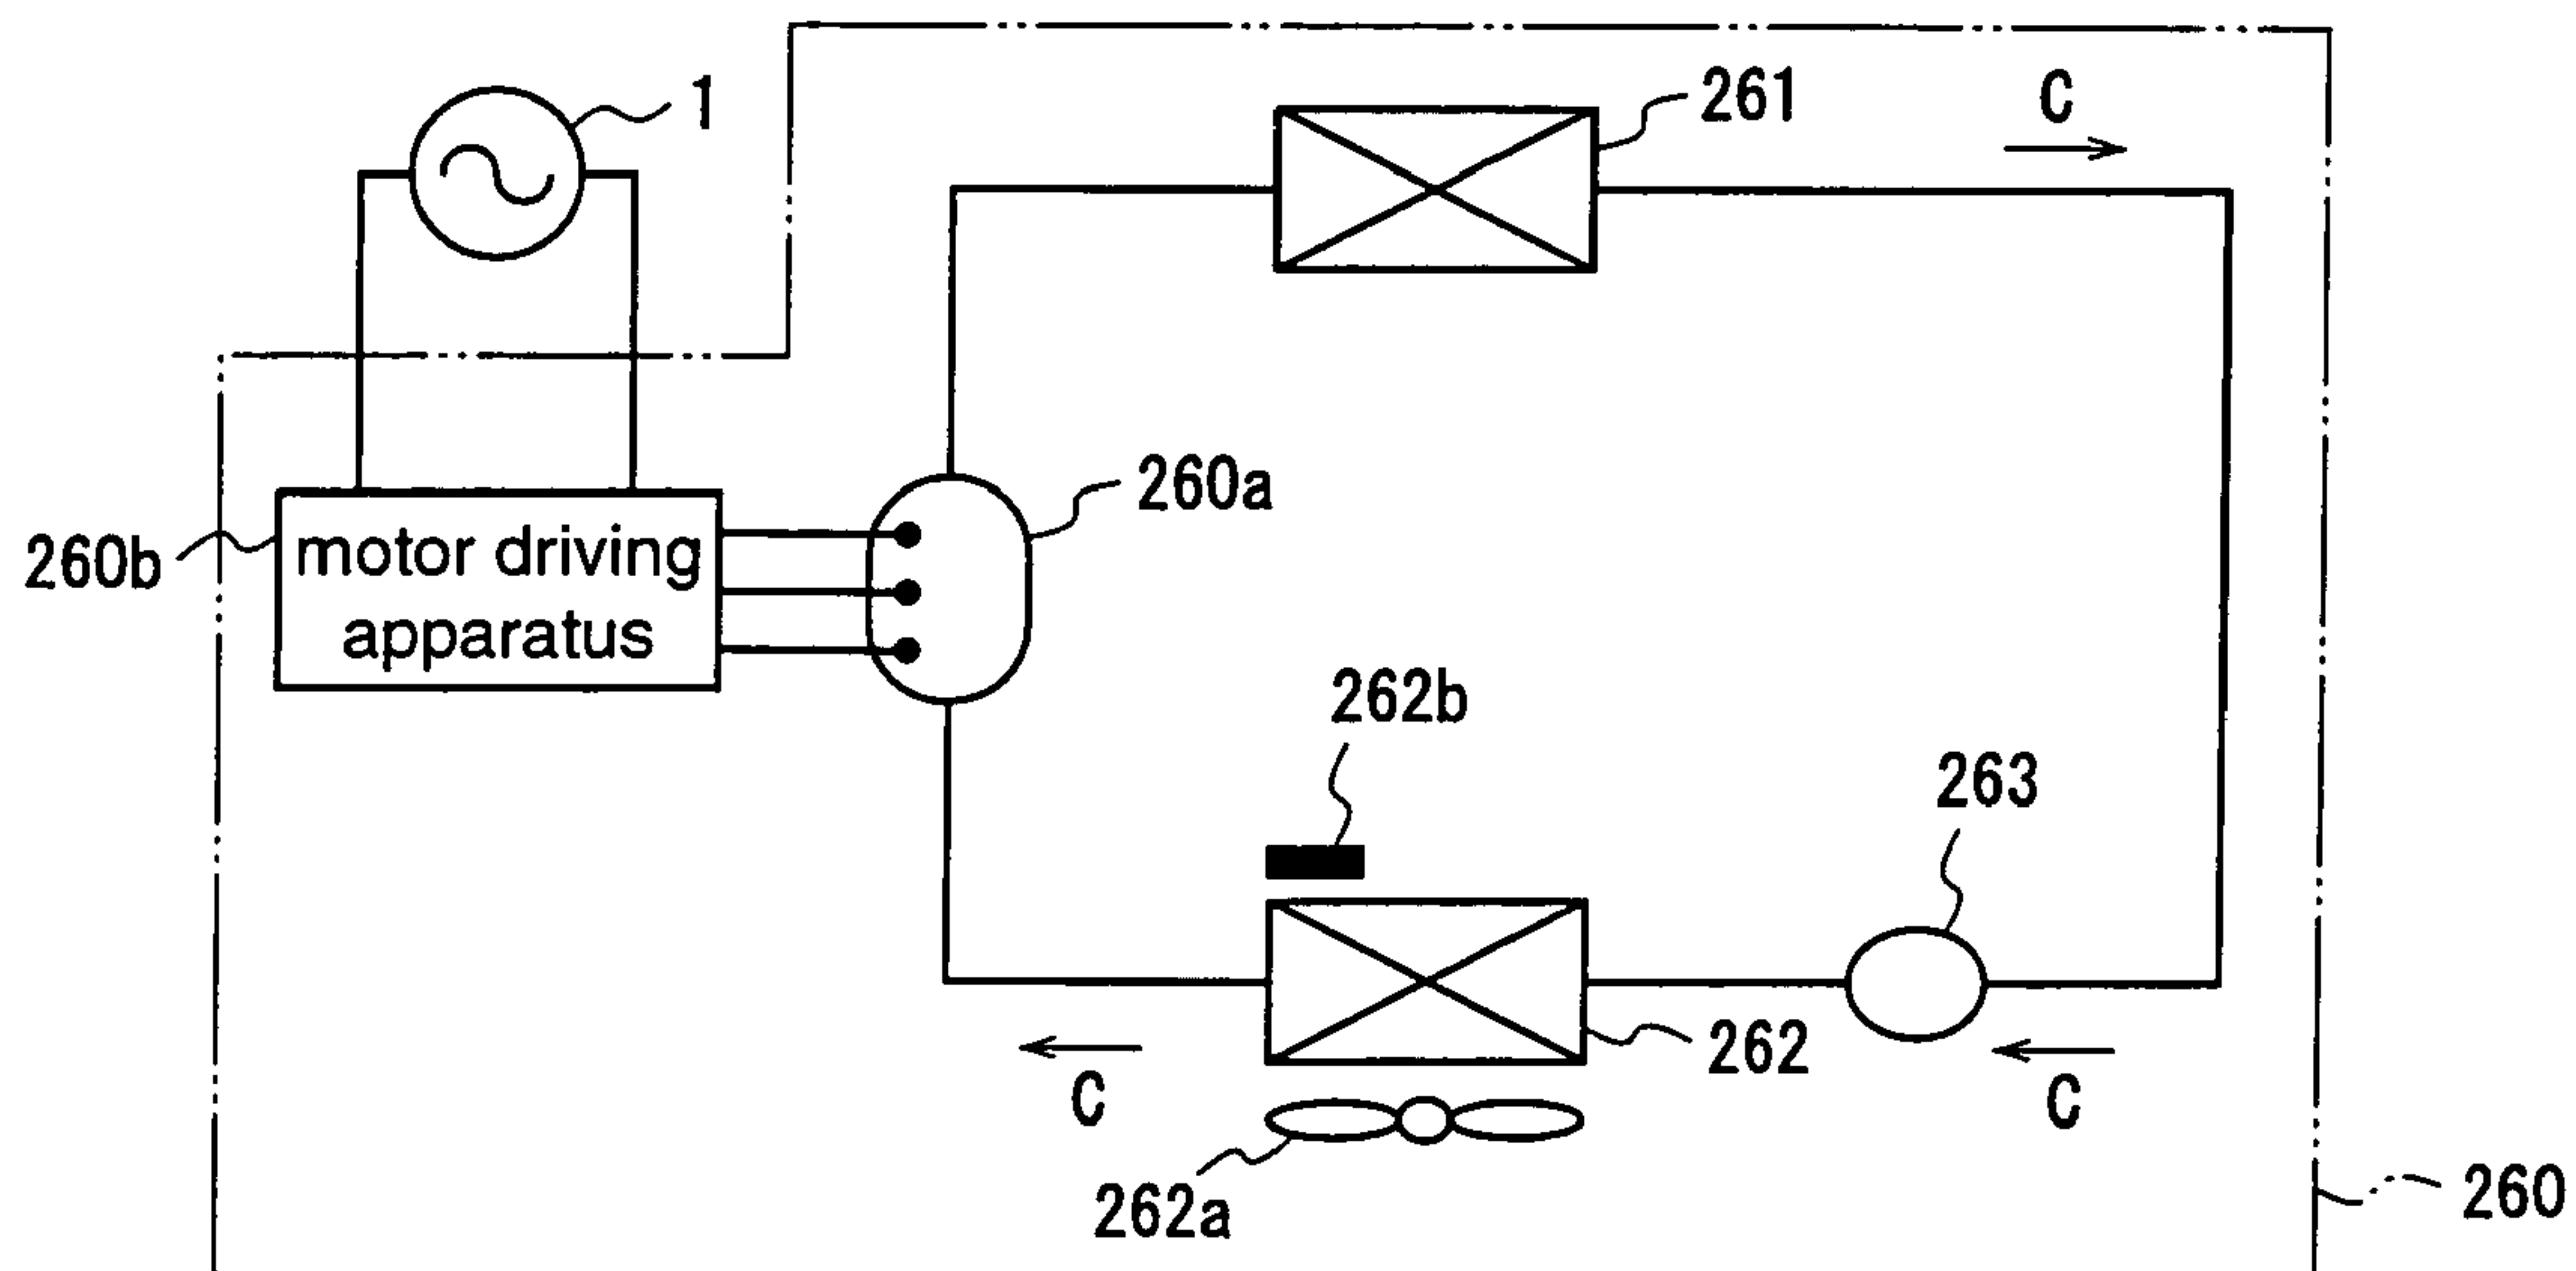 1
261
C
260a
260b
motor driving
apparatus
262b
263
262
C
C
262a
260